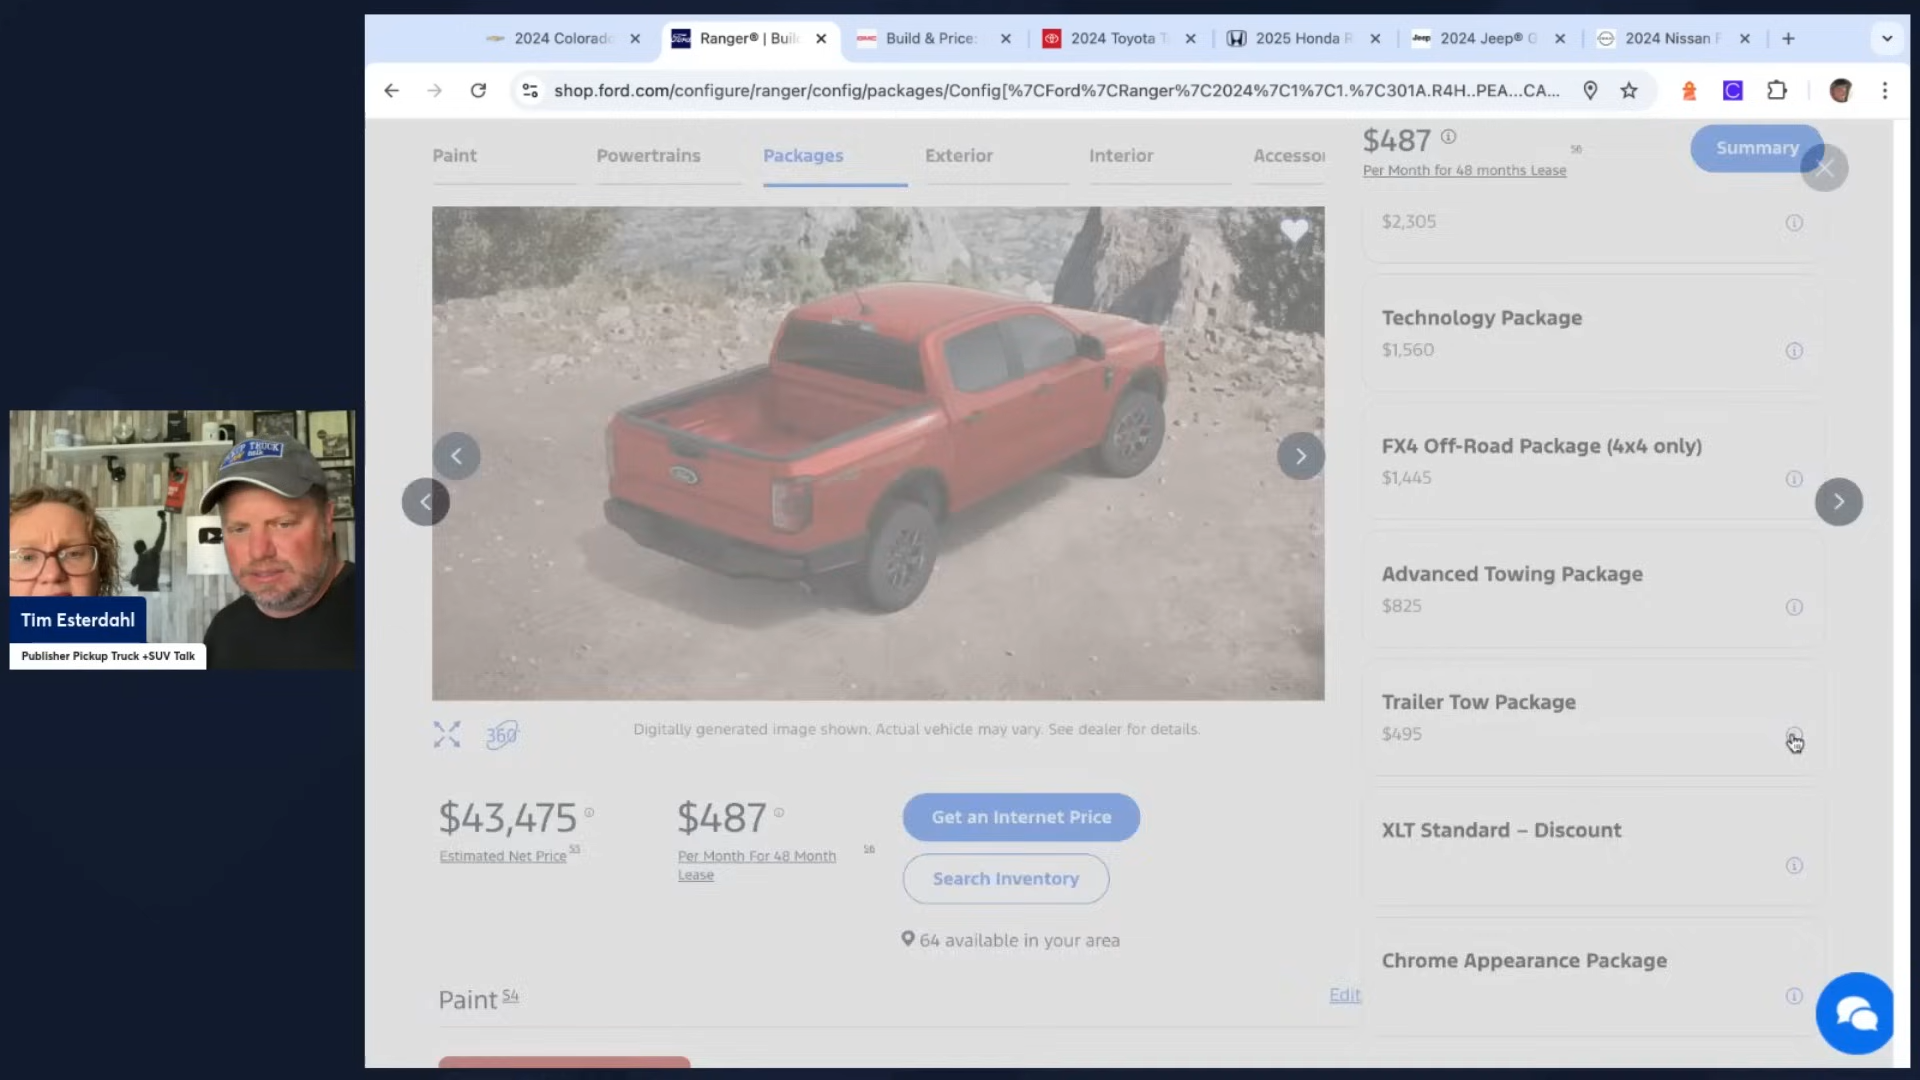 2024 Colorado
Ranger® | Buil
Build & Price:
2024 Toyota T
2025 Honda R
2024 Jeep® G
2024 Nissan F
shop.ford.com/configure/ranger/config/packages/Config[%7CFord%7CRanger%7C2024%7C1%7C1.%7C301A.R4H..PEA...CA...
Paint
Powertrains
Packages
Exterior
Interior
Accessor
$487
56
Per Month for 48 months Lease
Summary
$2,305
Technology Package
$1,560
FX4 Off-Road Package (4x4 only)
$1,445
Advanced Towing Package
$825
Trailer Tow Package
$495
XLT Standard – Discount
Chrome Appearance Package
360°
Digitally generated image shown. Actual vehicle may vary. See dealer for details.
$43,475
Estimated Net Price
$487
Per Month For 48 Month
Lease
56
Get an Internet Price
Search Inventory
64 available in your area
Paint 54
Edit
Tim Esterdahl
Publisher Pickup Truck +SUV Talk